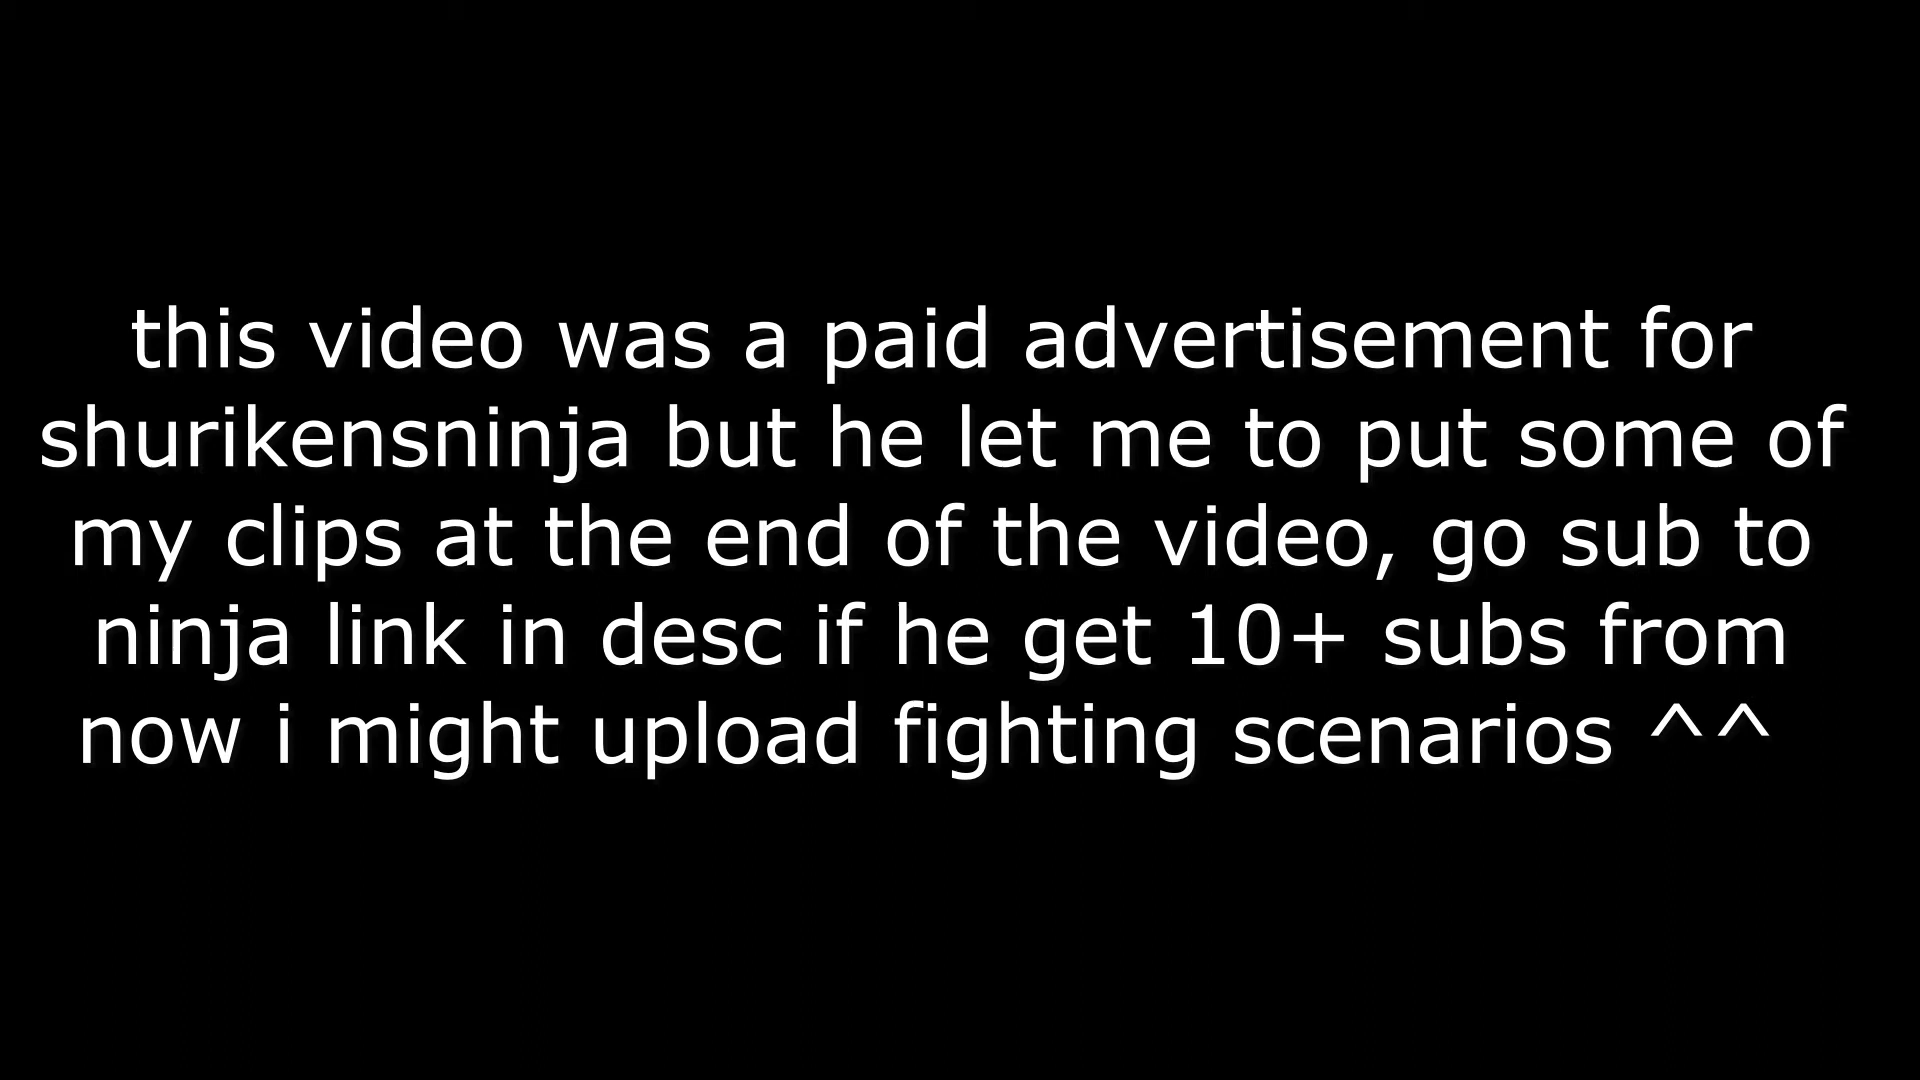 this video was a paid advertisement for
shurikensninja but he let me to put some of
my clips at the end of the video, go sub to
ninja link in desc if he get 10+ subs from
now i might upload fighting scenarios ^^